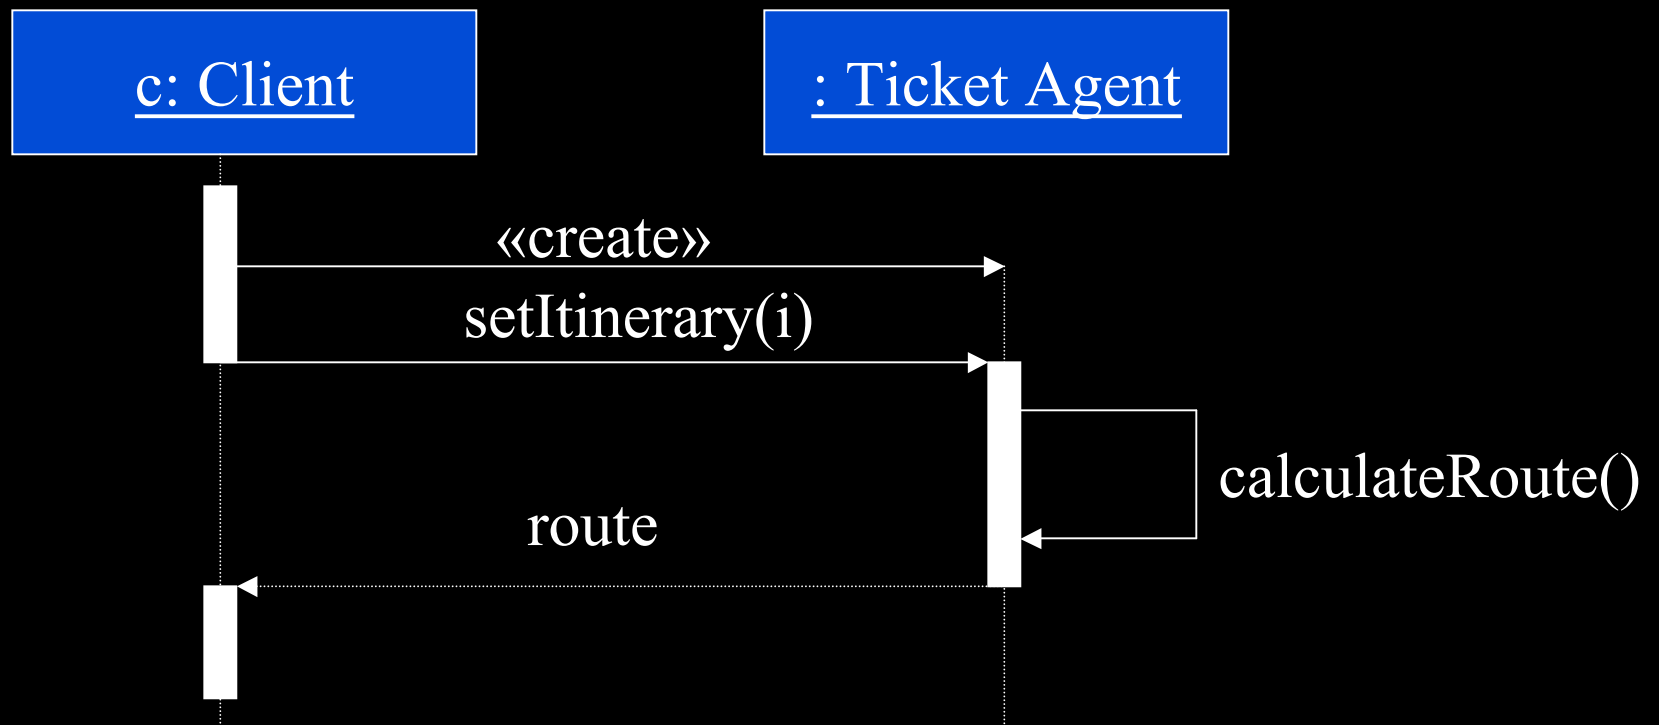 c: Client
: Ticket Agent
«create»
setItinerary(i)
calculateRoute()
route